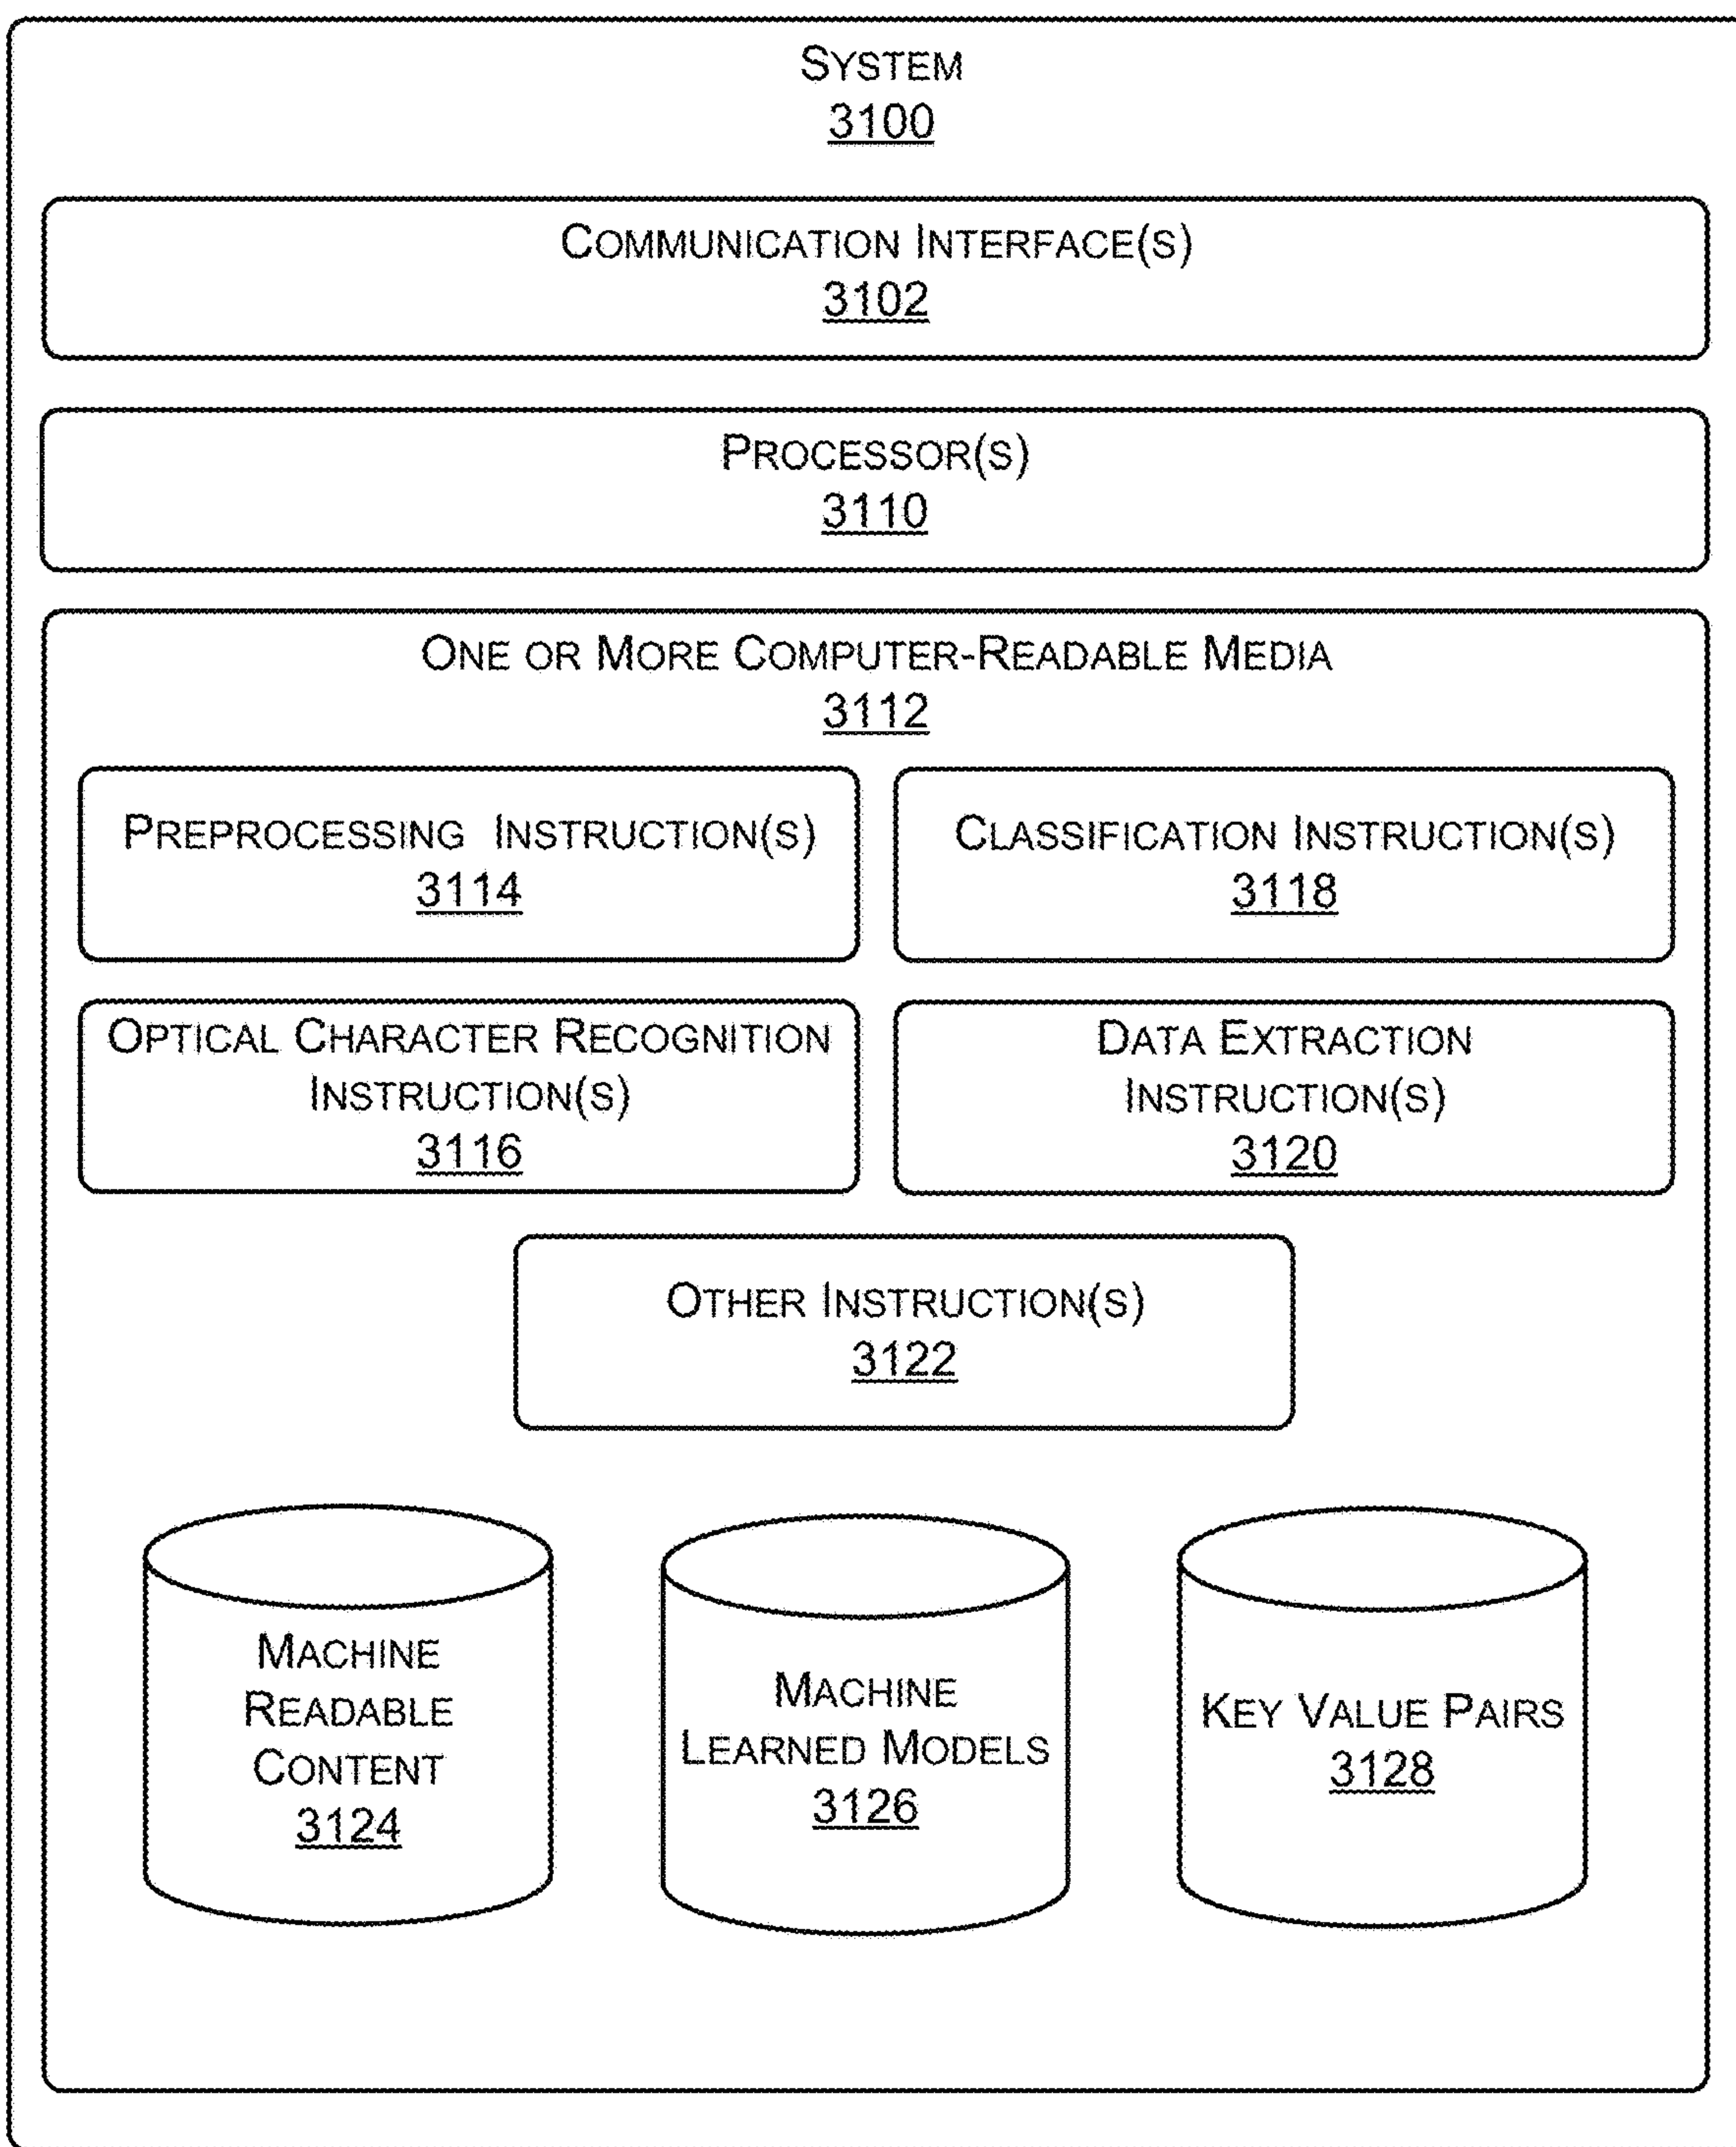 SYSTEM
3100
COMMUNICATION INTERFACE(S)
3102
PROCESSOR(S)
3110
ONE OR MORE COMPUTER-READABLE MEDIA
3112
PREPROCESSING INSTRUCTION(S)
3114
CLASSIFICATION INSTRUCTION(S)
3118
OPTICAL CHARACTER RECOGNITION
INSTRUCTION(S)
3116
DATA EXTRACTION
INSTRUCTION(S)
3120
OTHER INSTRUCTION(S)
3122
MACHINE
READABLE
CONTENT
3124
MACHINE
LEARNED MODELS
3126
KEY VALUE PAIRS
3128